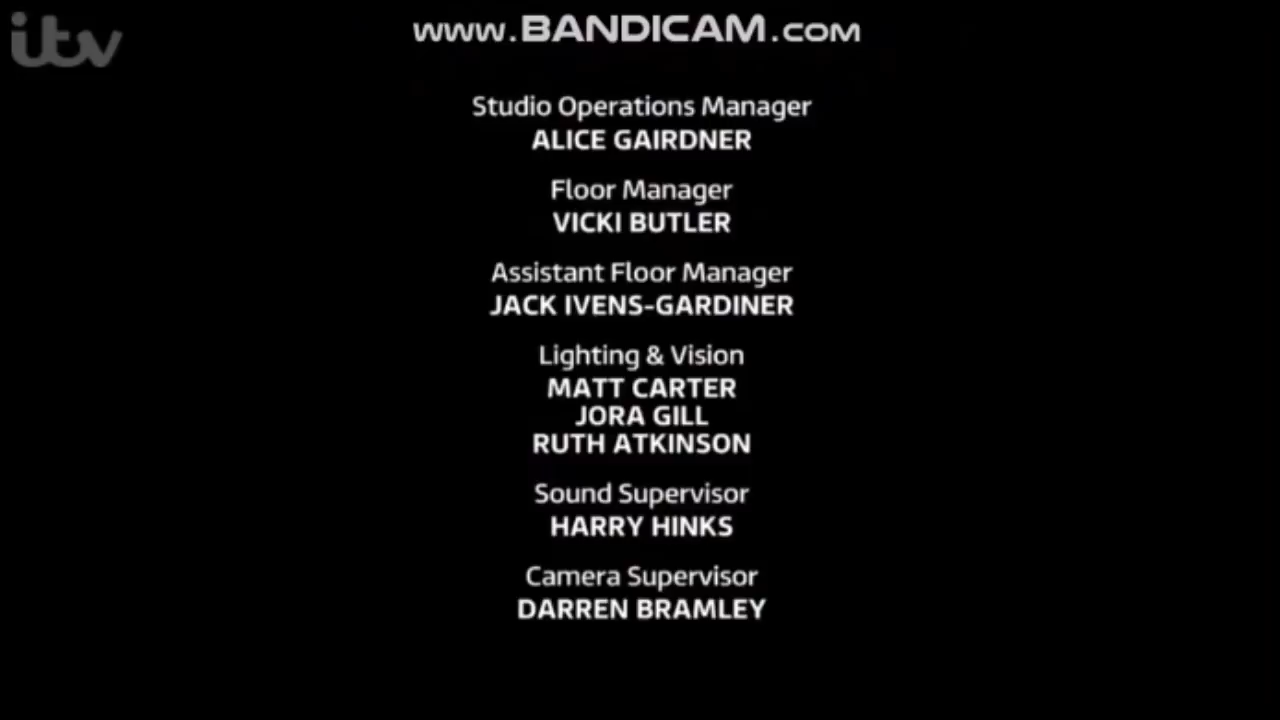 itv
www.BANDICAM.COM
Studio Operations Manager
ALICE GAIRDNER
Floor Manager
VICKI BUTLER
Assistant Floor Manager
JACK IVENS-GARDINER
Lighting & Vision
MATT CARTER
JORA GILL
RUTH ATKINSON
Sound Supervisor
HARRY HINKS
Camera Supervisor
DARREN BRAMLEY